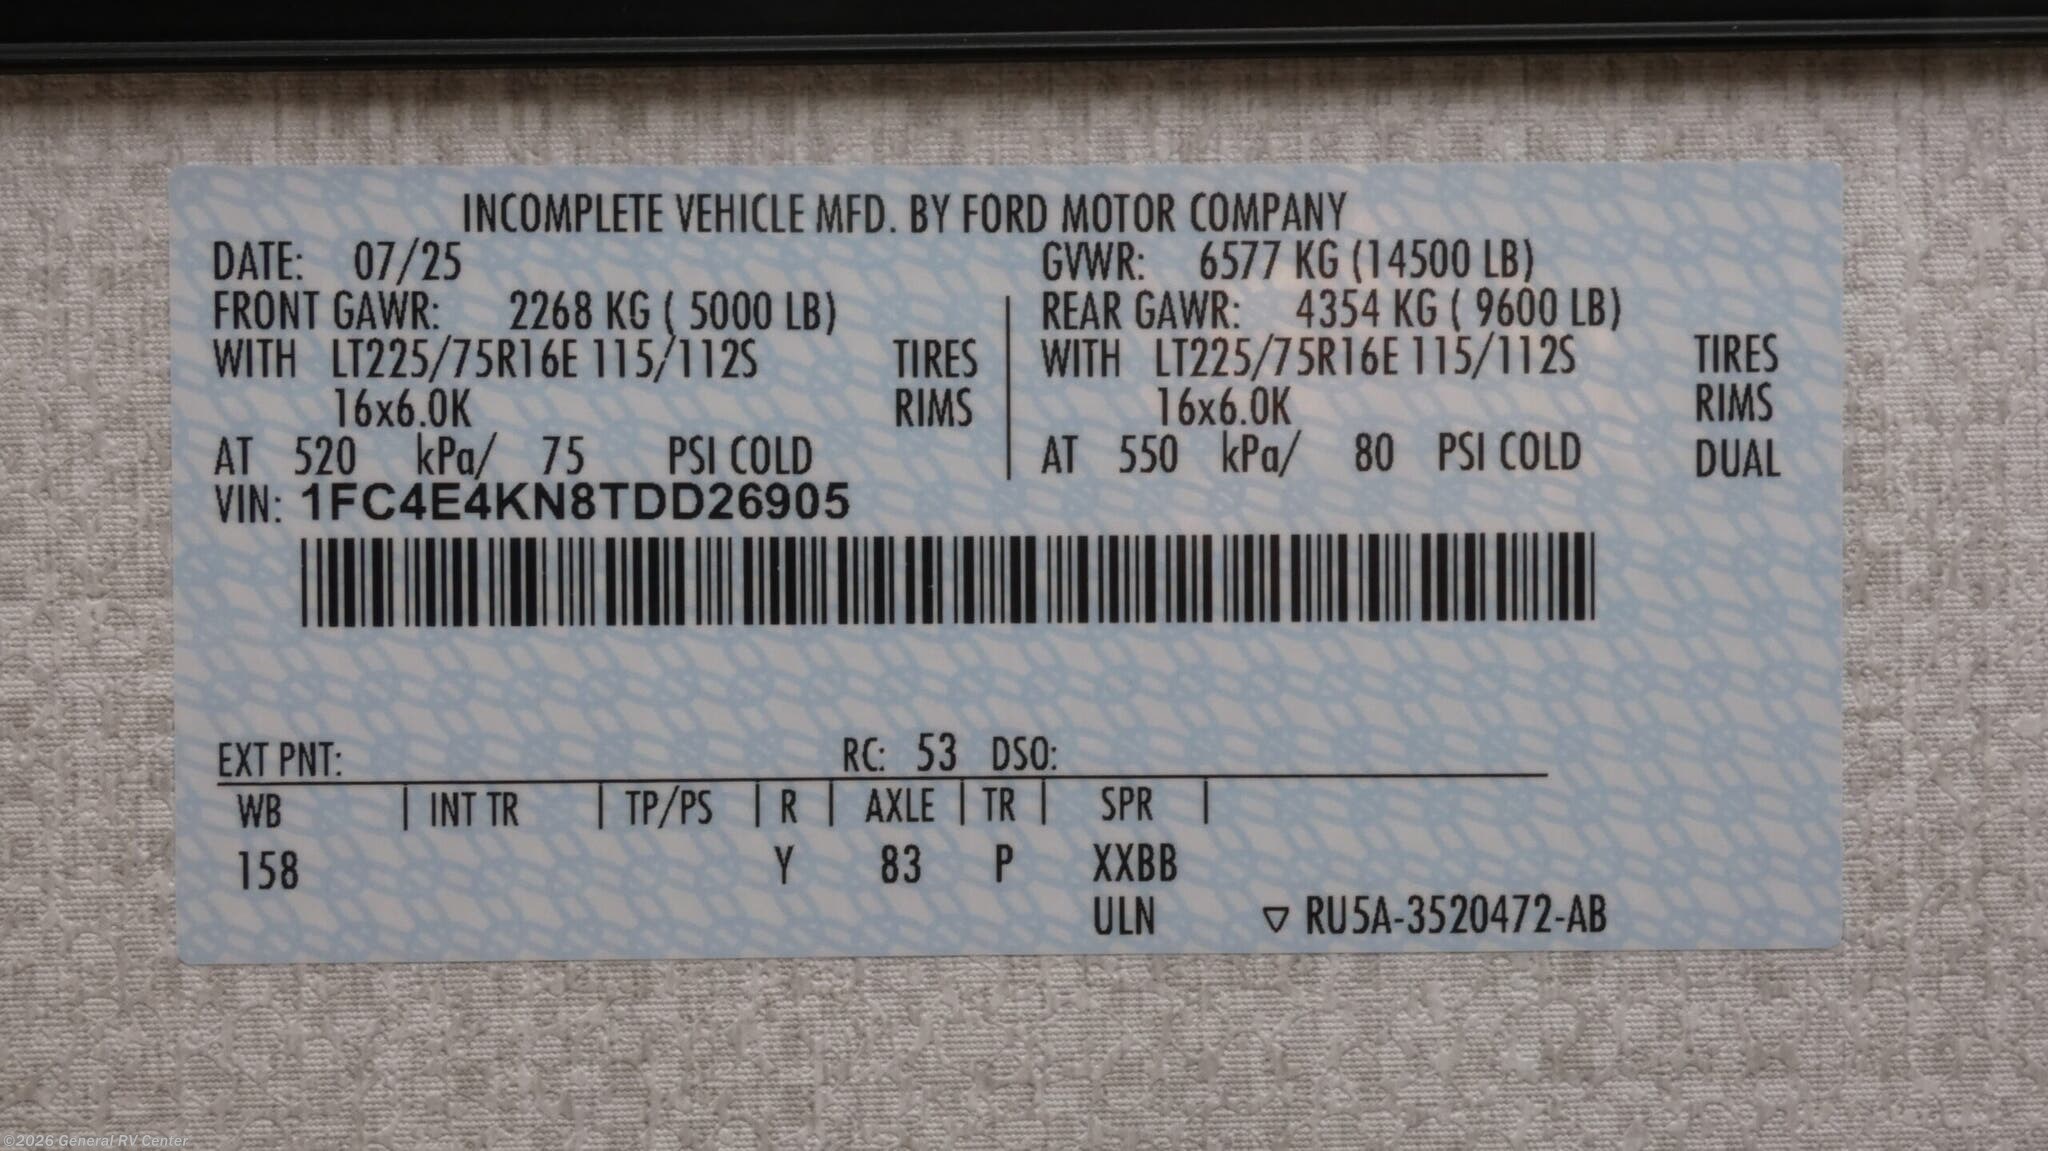 INCOMPLETE VEHICLE MFD. BY FORD MOTOR COMPANY
DATE: 07/25 GVWR: 6577 KG (14500 LB)
FRONT GAWR: 2268 KG ( 5000 LB) REAR GAWR: 4354 KG ( 9600 LB)
WITH LT225/75R16E 115/112S TIRES WITH LT225/75R16E 115/112S TIRES
16x6.0K RIMS 16x6.0K RIMS
AT 520 kPa/ 75 PSI COLD AT 550 kPa/ 80 PSI COLD DUAL
VIN: 1FC4E4KN8TDD26905
EXT PNT: RC: 53 DSO:
WB | INT TR | TP/PS | R | AXLE | TR | SPR |
158 Y 83 P XXBB
ULN ▽ RU5A-3520472-AB
©2026 General RV Center